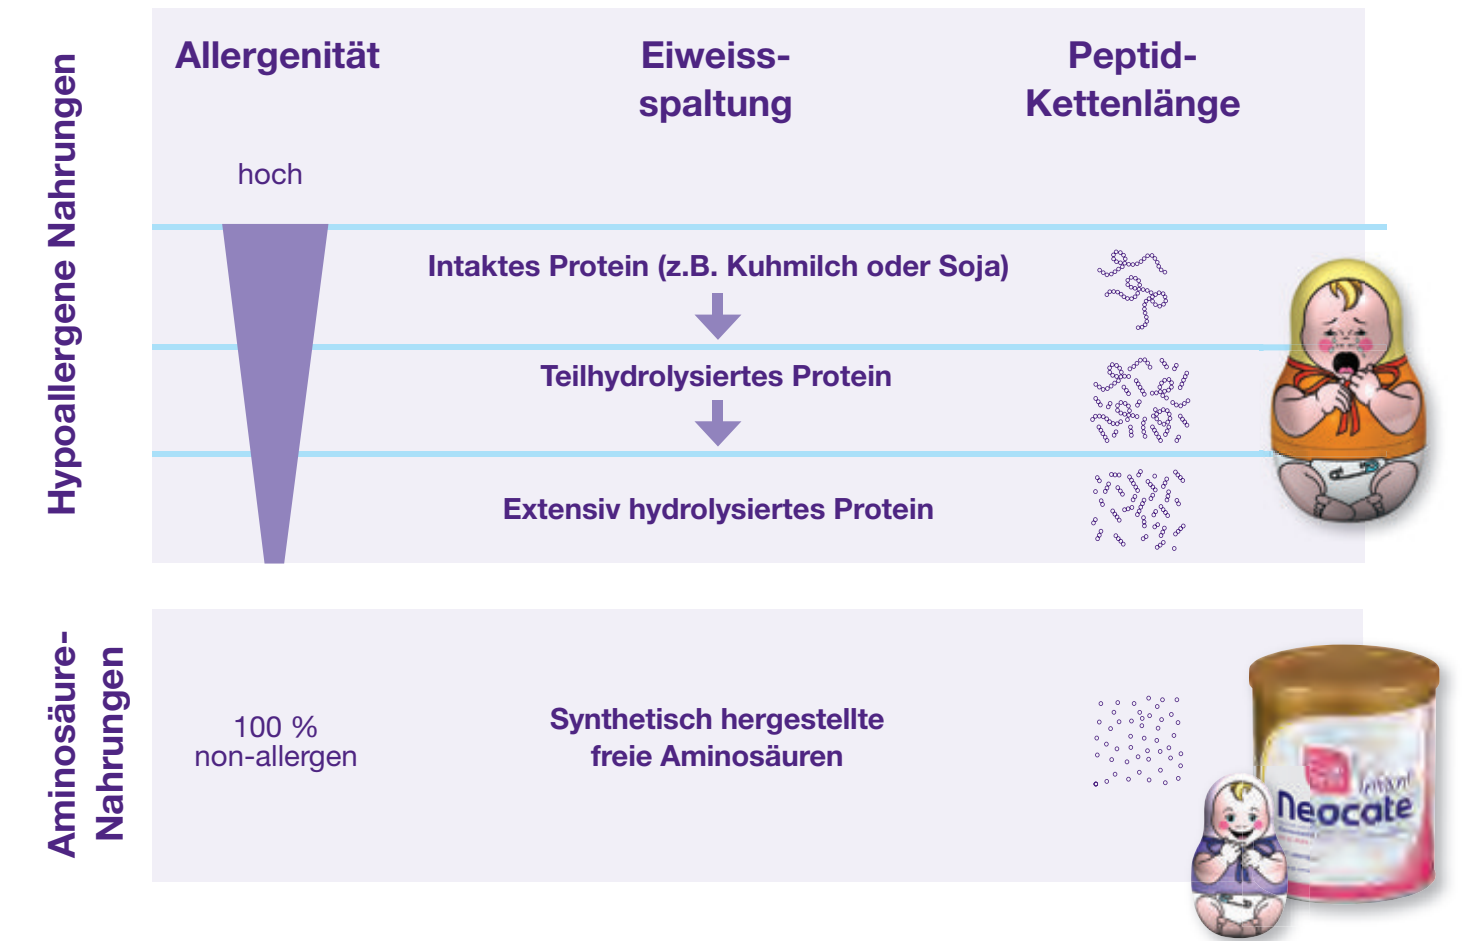 Hypoallergene Nahrungen
Allergenität
Eiweiss-
spaltung
Peptid-
Kettenlänge
hoch
Intaktes Protein (z.B. Kuhmilch oder Soja)
Teilhydrolysiertes Protein
Extensiv hydrolysiertes Protein
Aminosäure-
Nahrungen
100 %
non-allergen
Synthetisch hergestellte
freie Aminosäuren
Infant
Neocate